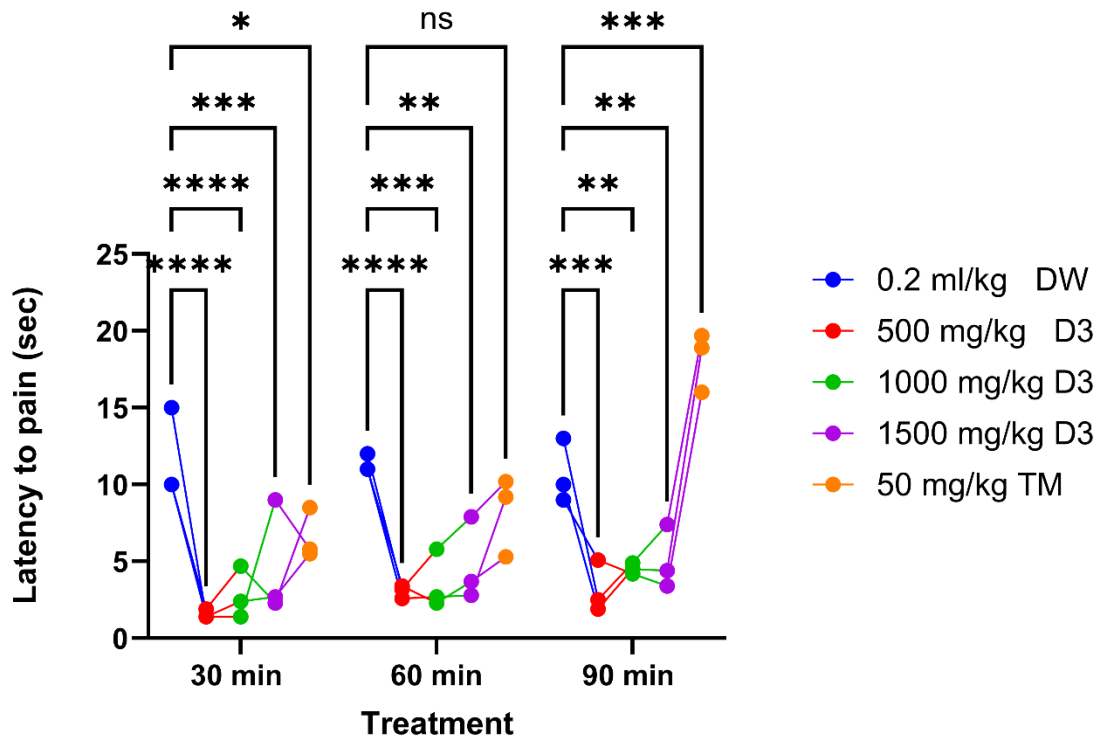 * ns ***
*** ** **
**** *** **
**** **** ***
25
20
15
10
5
0
Latency to pain (sec)
30 min 60 min 90 min
Treatment
0.2 ml/kg DW
500 mg/kg D3
1000 mg/kg D3
1500 mg/kg D3
50 mg/kg TM